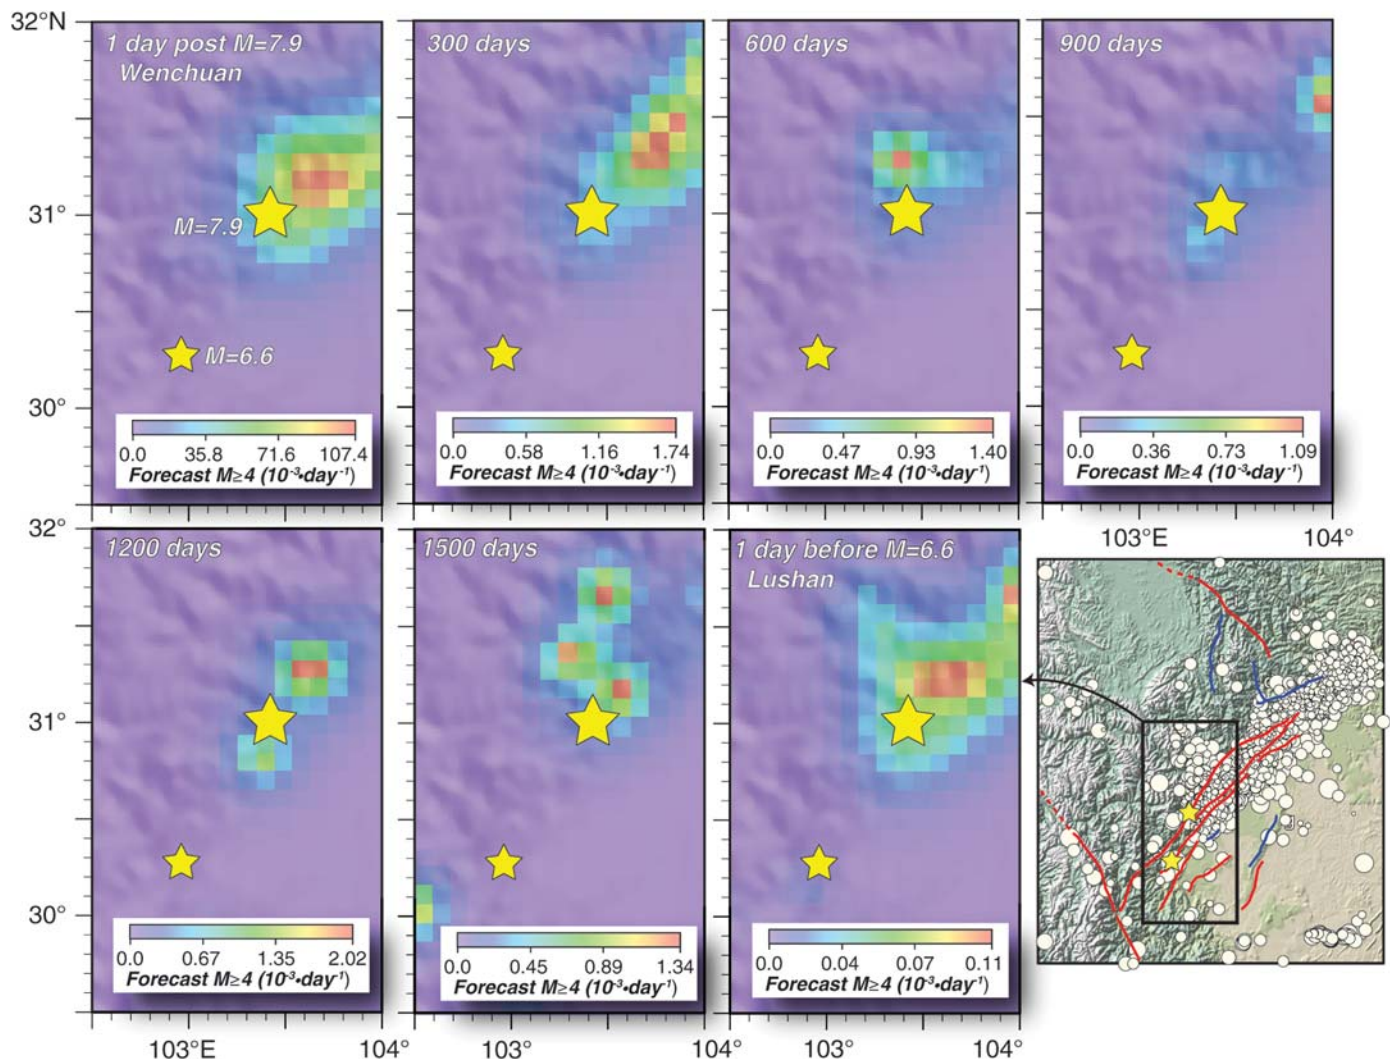 32°N
1 day post M=7.9
Wenchuan
300 days
600 days
900 days
31°
M=7.9
M=6.6
30°
0.0 35.8 71.6 107.4
Forecast M≥4 (10⁻³•day⁻¹)
0.0 0.58 1.16 1.74
Forecast M≥4 (10⁻³•day⁻¹)
0.0 0.47 0.93 1.40
Forecast M≥4 (10⁻³•day⁻¹)
0.0 0.36 0.73 1.09
Forecast M≥4 (10⁻³•day⁻¹)
103°E 104°
32°
1200 days
1500 days
1 day before M=6.6
Lushan
31°
30°
0.0 0.67 1.35 2.02
Forecast M≥4 (10⁻³•day⁻¹)
0.0 0.45 0.89 1.34
Forecast M≥4 (10⁻³•day⁻¹)
0.0 0.04 0.07 0.11
Forecast M≥4 (10⁻³•day⁻¹)
103°E 104°
103° 104°
103° 104°